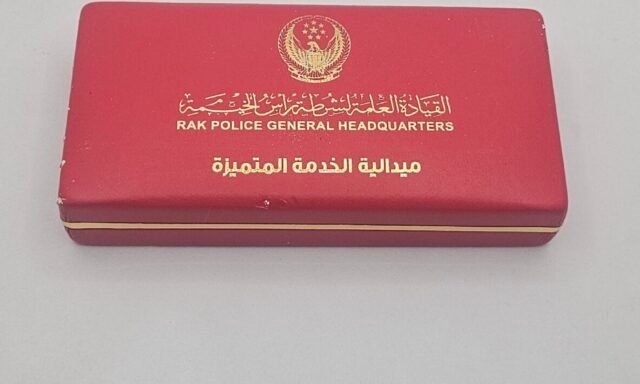 القيادة العامة لشرطة رأس الخيمة
RAK POLICE GENERAL HEADQUARTERS
ميدالية الخدمة المتميزة